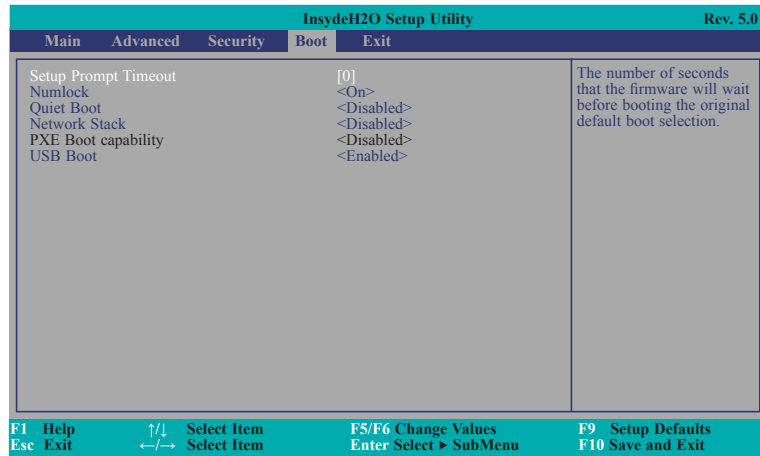 InsydeH2O Setup Utility Rev. 5.0
Main Advanced Security Boot Exit
Setup Prompt Timeout [0]
Numlock <On>
Quiet Boot <Disabled>
Network Stack <Disabled>
PXE Boot capability <Disabled>
USB Boot <Enabled>
The number of seconds
that the firmware will wait
before booting the original
default boot selection.
F1 Help ↑/↓ Select Item F5/F6 Change Values F9 Setup Defaults
Esc Exit ←/→ Select Item Enter Select ► SubMenu F10 Save and Exit